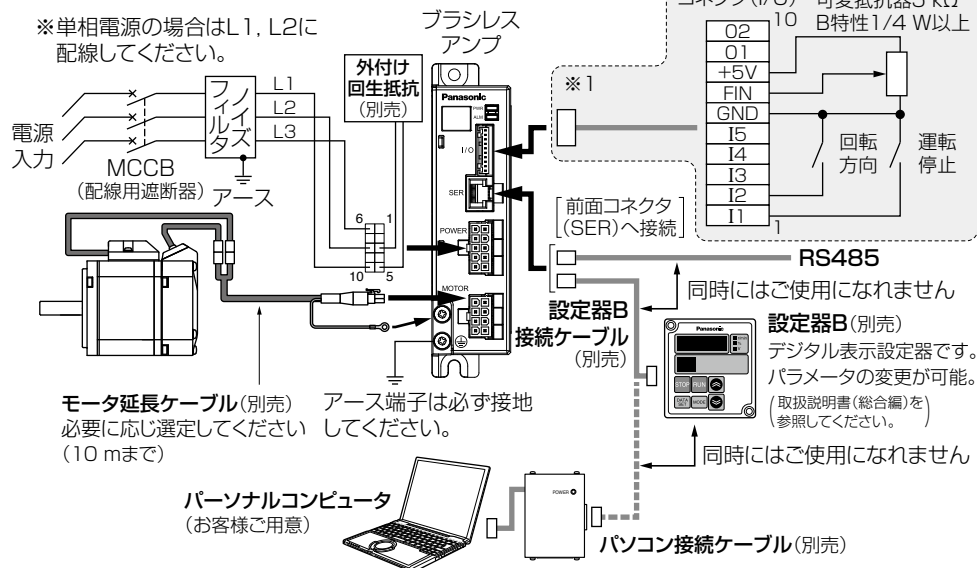 ※単相電源の場合はL1, L2に
配線してください。
ブラシレス
アンプ
コネクタ(I/O)
可変抵抗器5 kΩ
B特性1/4 W以上
10
O2
O1
+5V
FIN
GND
I5
I4
I3
I2
I1
1
回転
方向
運転
停止
※1
外付け
回生抵抗
(別売)
ノイズ
フィルタ
L1
L2
L3
電源
入力
MCCB
(配線用遮断器)
アース
6
1
10
5
Panasonic
PWR
ALM
I/O
SER
POWER
MOTOR
前面コネクタ
(SER)へ接続
RS485
同時にはご使用になれません
設定器B
接続ケーブル
(別売)
Panasonic
STOP
RUN
MODE
設定器B(別売)
デジタル表示設定器です。
パラメータの変更が可能。
(取扱説明書(総合編)を
参照してください。)
同時にはご使用になれません
モータ延長ケーブル(別売)
必要に応じ選定してください
(10 mまで)
アース端子は必ず接地
してください。
パーソナルコンピュータ
(お客様ご用意)
POWER
パソコン接続ケーブル(別売)